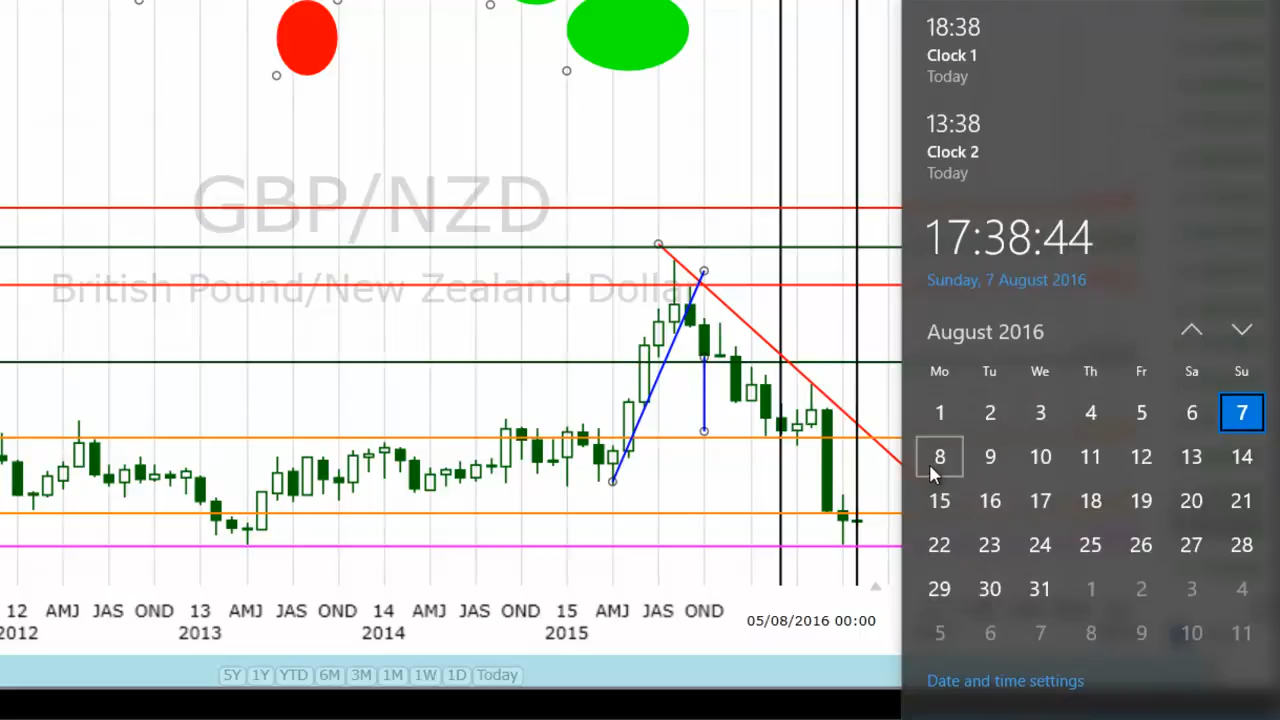 GBP/NZD
British Pound/New Zealand Dolla
12 AMJ JAS OND 13 AMJ JAS OND 14 AMJ JAS OND 15 AMJ JAS OND
2012 2013 2014 2015
05/08/2016 00:00
5Y 1Y YTD 6M 3M 1M 1W 1D Today
18:38
Clock 1
Today
13:38
Clock 2
Today
17:38:44
Sunday, 7 August 2016
August 2016
Mo Tu We Th Fr Sa Su
1 2 3 4 5 6 7
8 9 10 11 12 13 14
15 16 17 18 19 20 21
22 23 24 25 26 27 28
29 30 31 1 2 3 4
5 6 7 8 9 10 11
Date and time settings